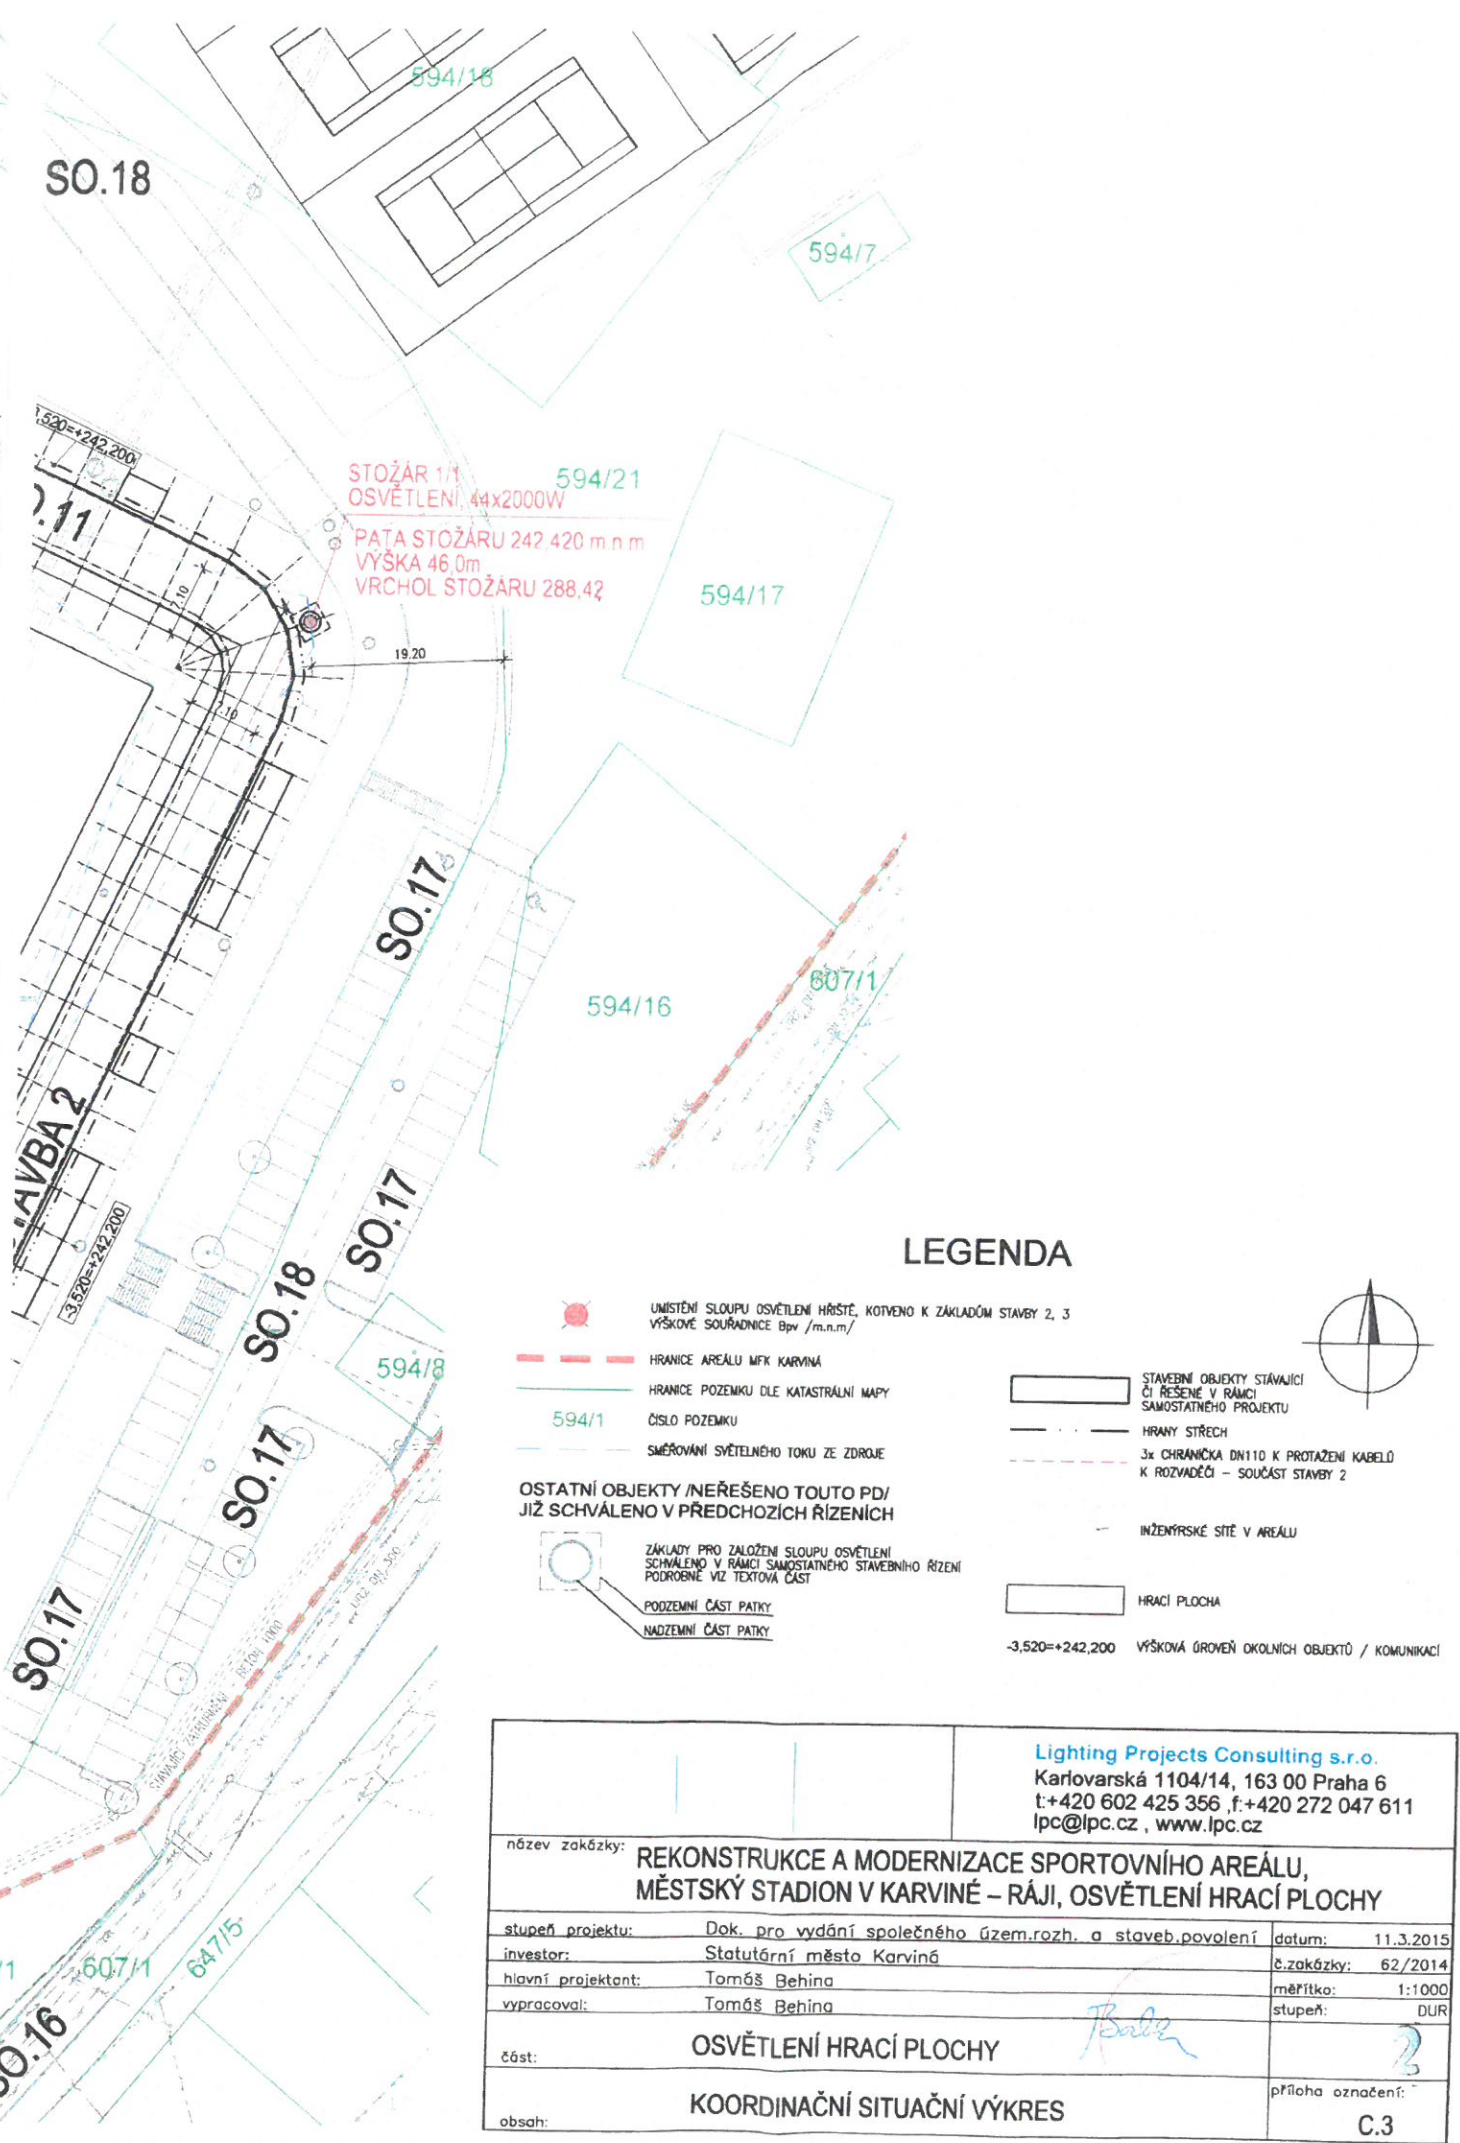 594/18
SO.18
594/7
,520=+242,200
STOŽÁR 1/1
OSVĚTLENÍ 44x2000W
594/21
PATA STOŽÁRU 242,420 m n m
VÝŠKA 46,0m
VRCHOL STOŽÁRU 288,42
O.11
7.10
594/17
19.20
7.10
SO.17
594/16
607/1
AVBA 2
-3,520=+242,200
SO.17
SO.18
594/8
SO.17
SO.17
STÁVAJÍCÍ ZATRUBNĚNÍ BETON 1000
607/1
647/5
SO.16
LEGENDA
UMÍSTĚNÍ SLOUPU OSVĚTLENÍ HŘIŠTĚ, KOTVENO K ZÁKLADŮM STAVBY 2, 3
VÝŠKOVÉ SOUŘADNICE Bpv /m.n.m/
HRANICE AREÁLU MFK KARVINÁ
HRANICE POZEMKU DLE KATASTRÁLNÍ MAPY
594/1 ČÍSLO POZEMKU
SMĚŘOVÁNÍ SVĚTELNÉHO TOKU ZE ZDROJE
OSTATNÍ OBJEKTY /NEŘEŠENO TOUTO PD/
JIŽ SCHVÁLENO V PŘEDCHOZÍCH ŘÍZENÍCH
ZÁKLADY PRO ZALOŽENÍ SLOUPU OSVĚTLENÍ
SCHVÁLENO V RÁMCI SAMOSTATNÉHO STAVEBNÍHO ŘÍZENÍ
PODROBNĚ VIZ TEXTOVÁ ČÁST
PODZEMNÍ ČÁST PATKY
NADZEMNÍ ČÁST PATKY
STAVEBNÍ OBJEKTY STÁVAJÍCÍ
ČI ŘEŠENÉ V RÁMCI
SAMOSTATNÉHO PROJEKTU
HRANY STŘECH
3x CHRÁNIČKA DN110 K PROTAŽENÍ KABELŮ
K ROZVADĚČI – SOUČÁST STAVBY 2
INŽENÝRSKÉ SÍTĚ V AREÁLU
HRACÍ PLOCHA
-3,520=+242,200 VÝŠKOVÁ ÚROVEŇ OKOLNÍCH OBJEKTŮ / KOMUNIKACÍ
Lighting Projects Consulting s.r.o.
Karlovarská 1104/14, 163 00 Praha 6
t:+420 602 425 356 ,f:+420 272 047 611
lpc@lpc.cz , www.lpc.cz
název zakázky: REKONSTRUKCE A MODERNIZACE SPORTOVNÍHO AREÁLU,
MĚSTSKÝ STADION V KARVINÉ – RÁJI, OSVĚTLENÍ HRACÍ PLOCHY
stupeň projektu: Dok. pro vydání společného územ.rozh. a staveb.povolení datum: 11.3.2015
investor: Statutární město Karviná č.zakázky: 62/2014
hlavní projektant: Tomáš Behina měřítko: 1:1000
vypracoval: Tomáš Behina stupeň: DUR
část: OSVĚTLENÍ HRACÍ PLOCHY 2
obsah: KOORDINAČNÍ SITUAČNÍ VÝKRES příloha označení: C.3